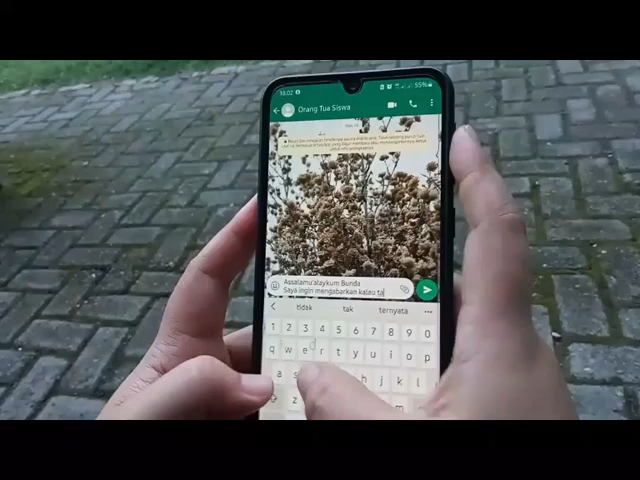 18.02
55%
Orang Tua Siswa
Assalamu'alaykum Bunda
Saya ingin mengabarkan kalau ta
tidak tak ternyata
1 2 3 4 5 6 7 8 9 0
q w e r t y u i o p
a s h j k l
z m